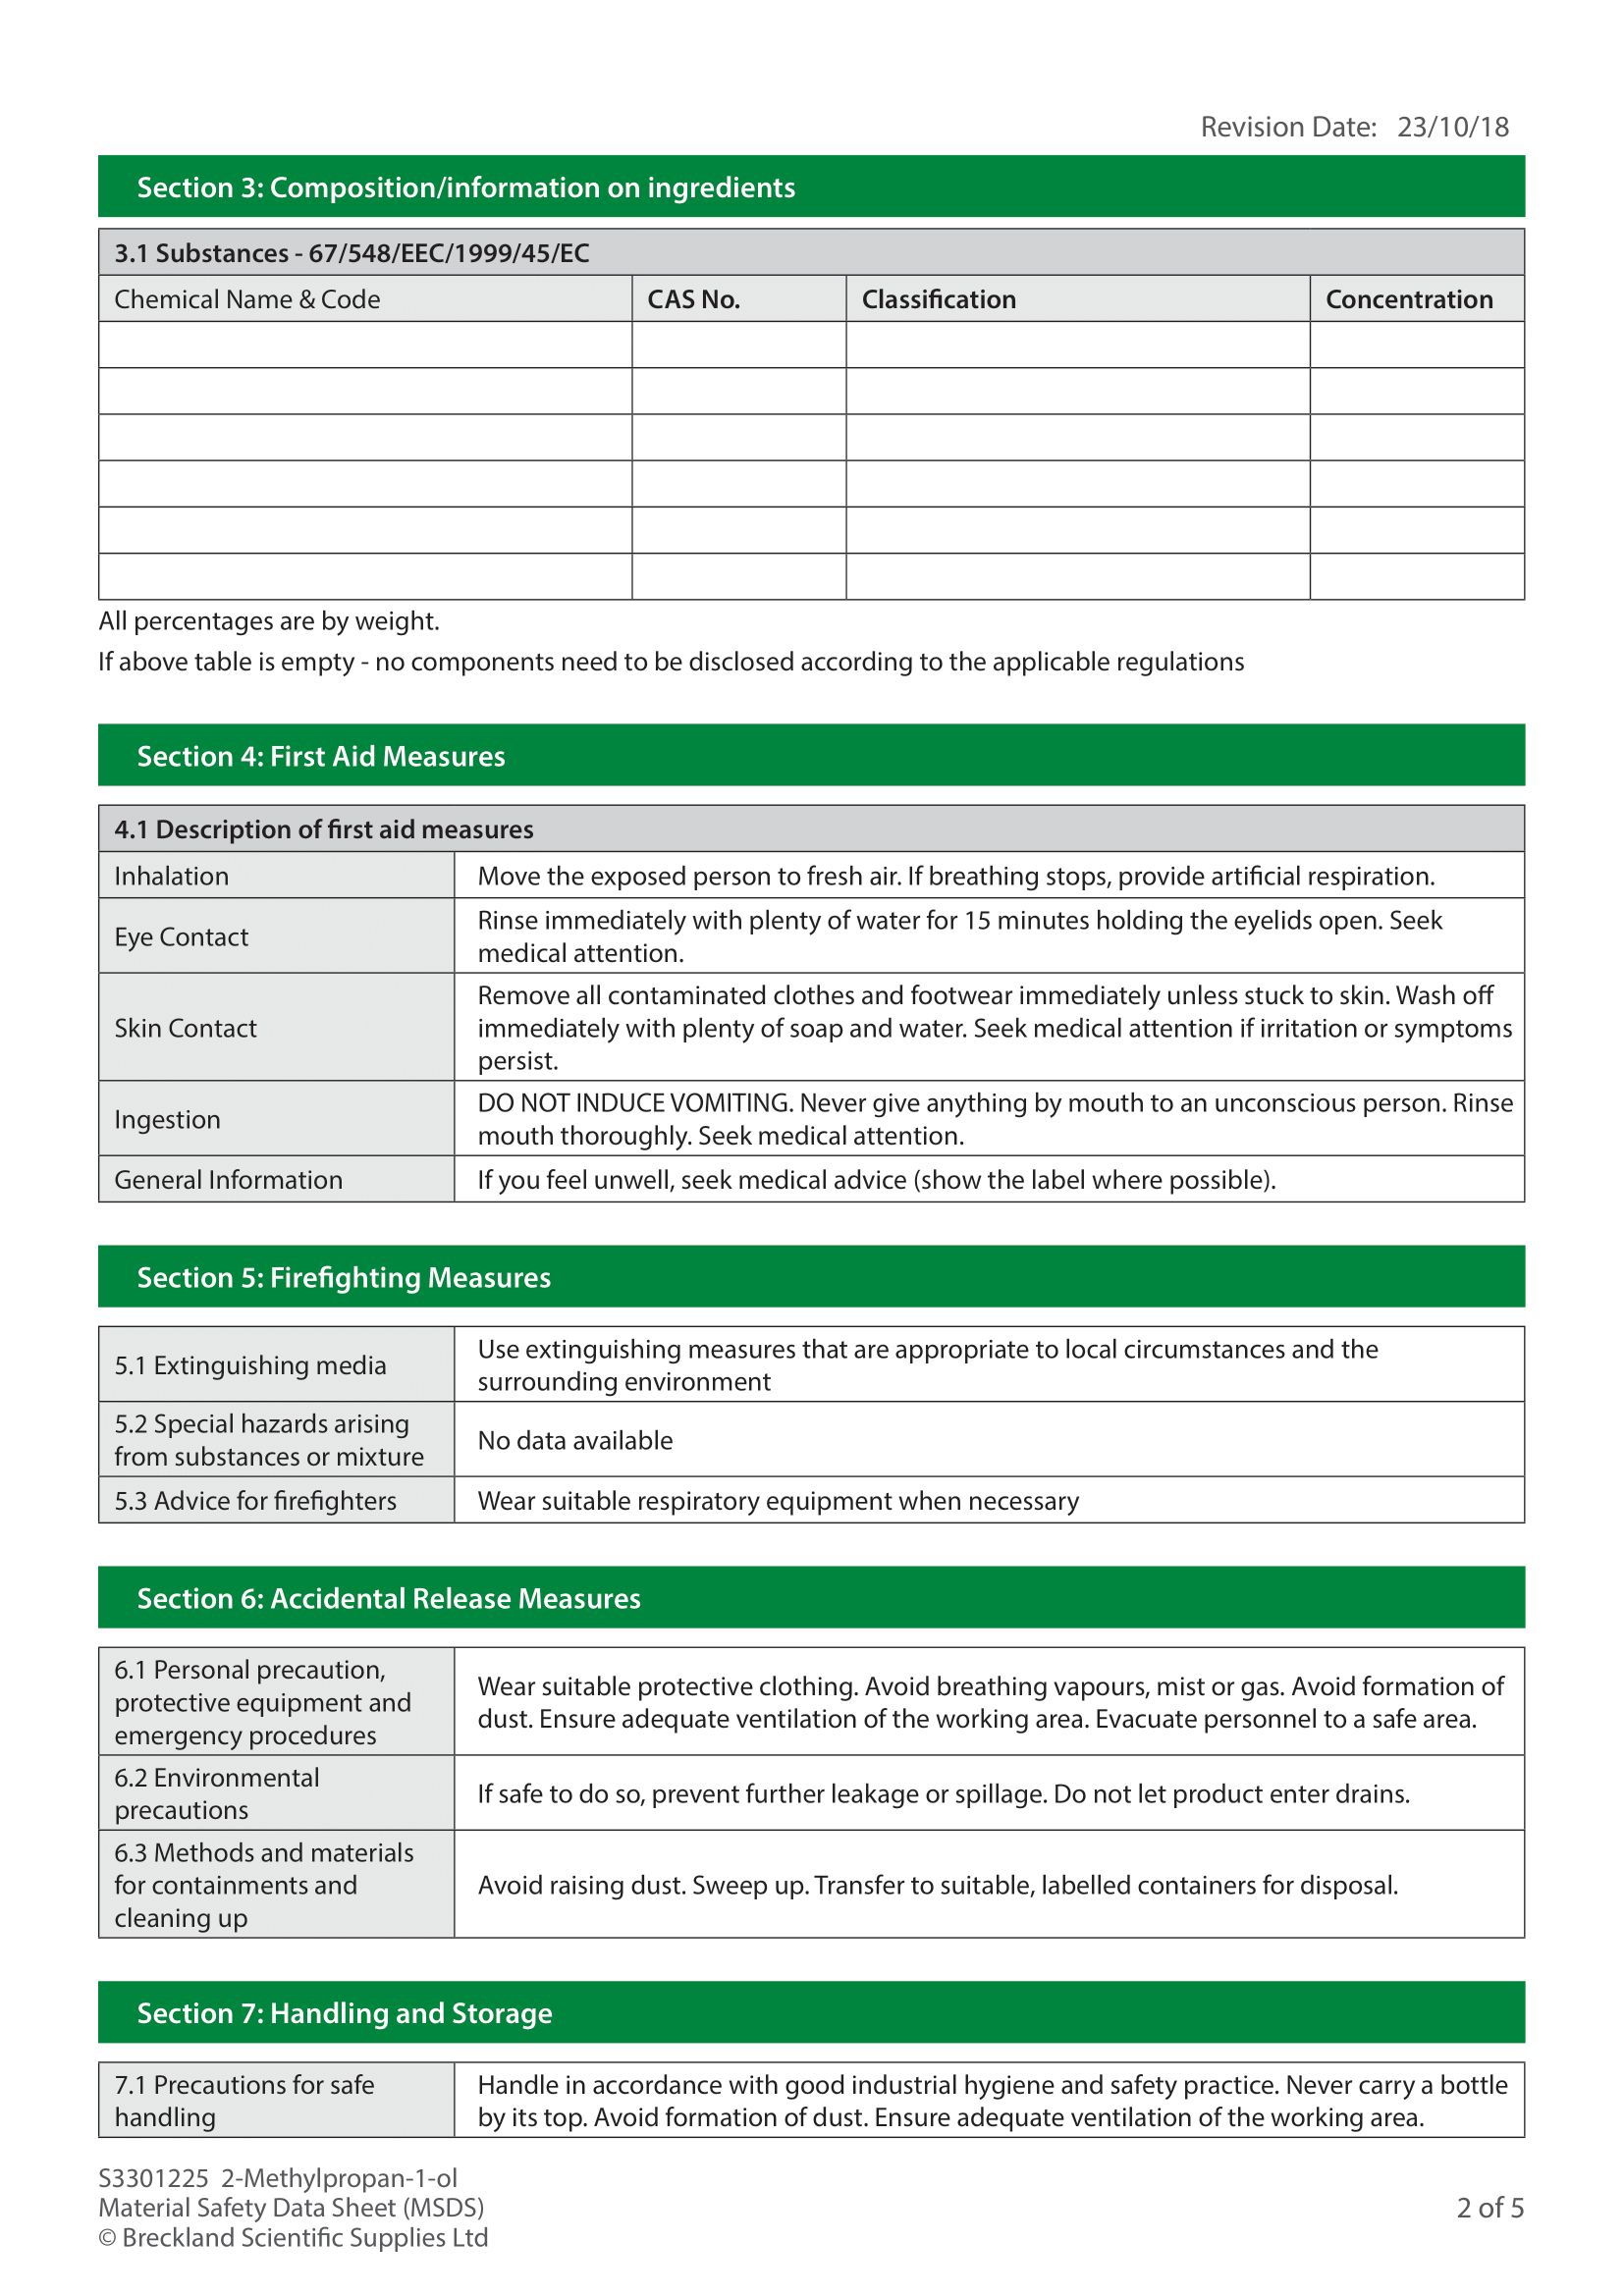 Revision Date: 23/10/18
Section 3: Composition/information on ingredients
3.1 Substances - 67/548/EEC/1999/45/EC
Chemical Name & Code CAS No. Classification Concentration
All percentages are by weight.
If above table is empty - no components need to be disclosed according to the applicable regulations
Section 4: First Aid Measures
4.1 Description of first aid measures
Inhalation
Move the exposed person to fresh air. If breathing stops, provide artificial respiration.
Eye Contact
Rinse immediately with plenty of water for 15 minutes holding the eyelids open. Seek
medical attention.
Skin Contact
Remove all contaminated clothes and footwear immediately unless stuck to skin. Wash off
immediately with plenty of soap and water. Seek medical attention if irritation or symptoms
persist.
Ingestion
DO NOT INDUCE VOMITING. Never give anything by mouth to an unconscious person. Rinse
mouth thoroughly. Seek medical attention.
General Information
If you feel unwell, seek medical advice (show the label where possible).
Section 5: Firefighting Measures
5.1 Extinguishing media
Use extinguishing measures that are appropriate to local circumstances and the
surrounding environment
5.2 Special hazards arising
from substances or mixture
No data available
5.3 Advice for firefighters
Wear suitable respiratory equipment when necessary
Section 6: Accidental Release Measures
6.1 Personal precaution,
protective equipment and
emergency procedures
Wear suitable protective clothing. Avoid breathing vapours, mist or gas. Avoid formation of
dust. Ensure adequate ventilation of the working area. Evacuate personnel to a safe area.
6.2 Environmental
precautions
If safe to do so, prevent further leakage or spillage. Do not let product enter drains.
6.3 Methods and materials
for containments and
cleaning up
Avoid raising dust. Sweep up. Transfer to suitable, labelled containers for disposal.
Section 7: Handling and Storage
7.1 Precautions for safe
handling
Handle in accordance with good industrial hygiene and safety practice. Never carry a bottle
by its top. Avoid formation of dust. Ensure adequate ventilation of the working area.
S3301225 2-Methylpropan-1-ol
Material Safety Data Sheet (MSDS)
© Breckland Scientific Supplies Ltd
2 of 5